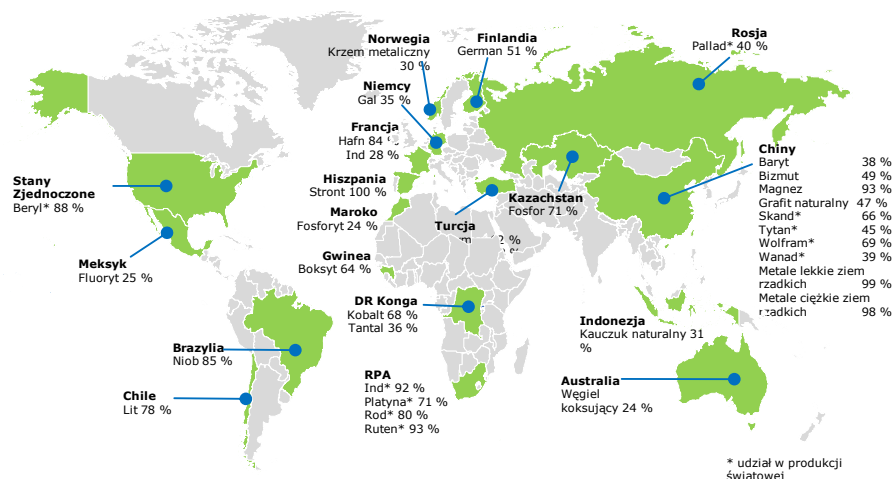 Norwegia
Krzem metaliczny
30 %
Finlandia
German 51 %
Rosja
Pallad* 40 %
Niemcy
Gal 35 %
Francja
Hafn 84
Ind 28 %
Hiszpania
Stront 100 %
Maroko
Fosforyt 24 %
Gwinea
Boksyt 64 %
Turcja
Kazachstan
Fosfor 71 %
Chiny
Baryt 38 %
Bizmut 49 %
Magnez 93 %
Grafit naturalny 47 %
Skand* 66 %
Tytan* 45 %
Wolfram* 69 %
Wanad* 39 %
Metale lekkie ziem
rzadkich 99 %
Metale ciężkie ziem
rzadkich 98 %
Stany
Zjednoczone
Beryl* 88 %
Meksyk
Fluoryt 25 %
DR Konga
Kobalt 68 %
Tantal 36 %
Indonezja
Kauczuk naturalny 31
%
Brazylia
Niob 85 %
Chile
Lit 78 %
RPA
Ind* 92 %
Platyna* 71 %
Rod* 80 %
Ruten* 93 %
Australia
Węgiel
koksujący 24 %
* udział w produkcji
światowej